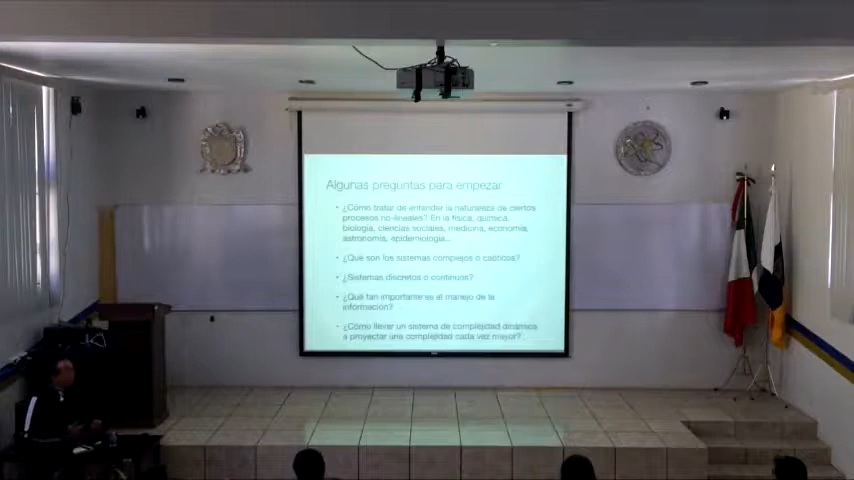 Algunas preguntas para empezar
• ¿Cómo tratar de entender la naturaleza de ciertos
procesos no-lineales? En la física, química,
biología, ciencias sociales, medicina, economía,
astronomía, epidemiología...
• ¿Qué son los sistemas complejos o caóticos?
• ¿Sistemas discretos o continuos?
• ¿Qué tan importante es el manejo de la
información?
• ¿Cómo llevar un sistema de complejidad dinámica
a proyectar una complejidad cada vez mayor?